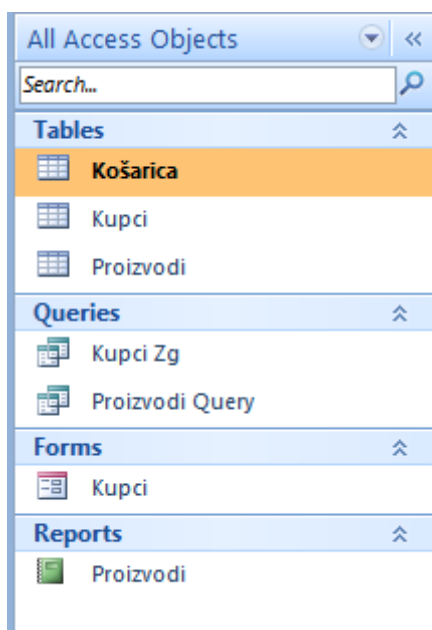 All Access Objects
Search...
Tables
Košarica
Kupci
Proizvodi
Queries
Kupci Zg
Proizvodi Query
Forms
Kupci
Reports
Proizvodi